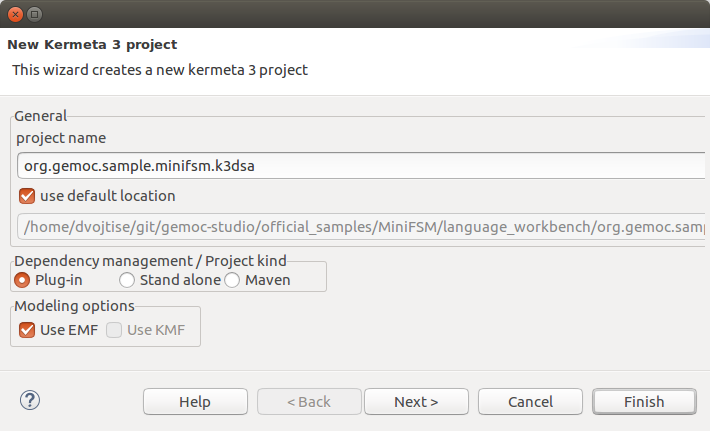 New Kermeta 3 project
This wizard creates a new kermeta 3 project
General
project name
org.gemoc.sample.minifsm.k3dsa
use default location
/home/dvojtise/git/gemoc-studio/official_samples/MiniFSM/language_workbench/org.gemoc.sam
Dependency management / Project kind
Plug-in Stand alone Maven
Modeling options
Use EMF Use KMF
? Help < Back Next > Cancel Finish